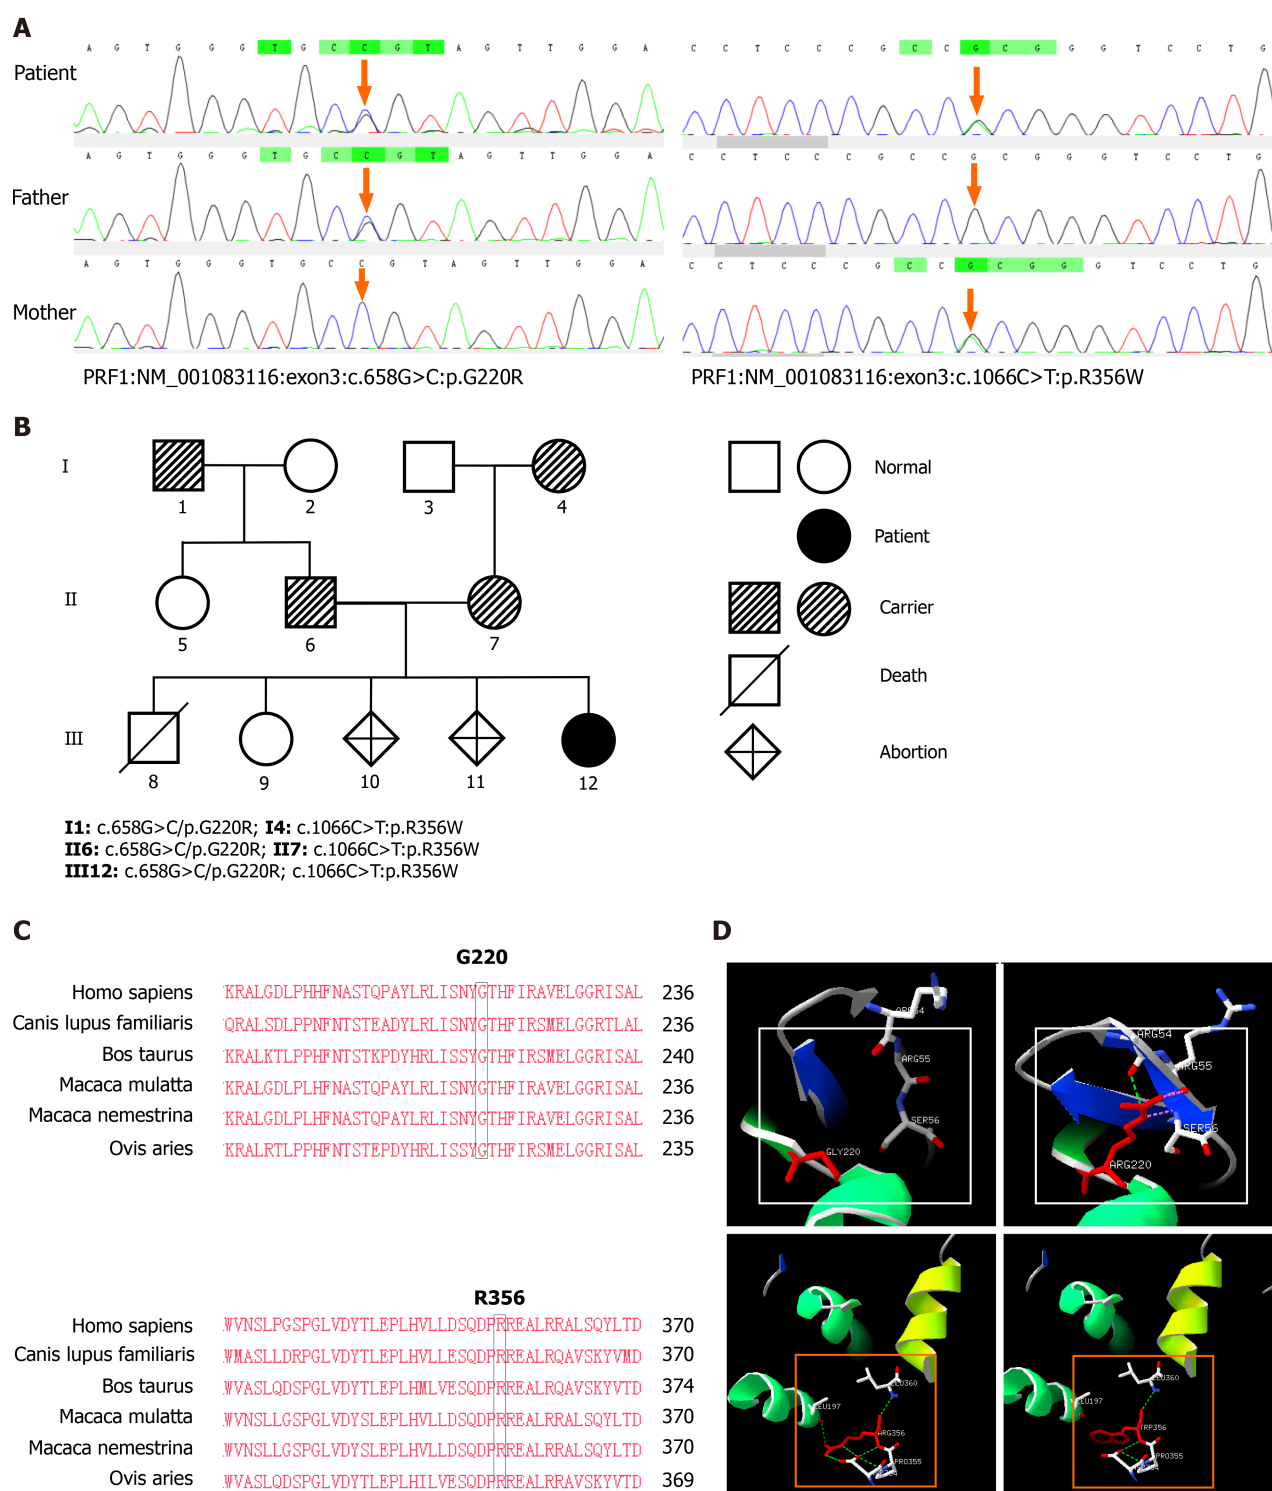 A
A G T G G G T G C C G T A G T T G G A
C C T C C C G C C G C G G G T C C T G
Patient
A G T G G G T G C C G T A G T T G G A
C C T C C C G C C G C G G G T C C T G
Father
A G T G G G T G C C G T A G T T G G A
C C T C C C G C C G C G G G T C C T G
Mother
PRF1:NM_001083116:exon3:c.658G>C:p.G220R
PRF1:NM_001083116:exon3:c.1066C>T:p.R356W
B
I
1
2
3
4
II
5
6
7
III
8
9
10
11
12
Normal
Patient
Carrier
Death
Abortion
I1: c.658G>C/p.G220R; I4: c.1066C>T:p.R356W
II6: c.658G>C/p.G220R; II7: c.1066C>T:p.R356W
III12: c.658G>C/p.G220R; c.1066C>T:p.R356W
C
G220
Homo sapiens KRALGDLPHHFNASTQPAYLRLISNYGTHFIRAVELGGRISAL 236
Canis lupus familiaris QRALSDLPPNFNTSTEADYLRLISNYGTHFIRSMELGGRTLAL 236
Bos taurus KRALKTLPPHFNTSTKPDYHRLISSYGTHFIRSMELGGRISAL 240
Macaca mulatta KRALGDLPLHFNASTQPAYLRLISNYGTHFIRAVELGGRISAL 236
Macaca nemestrina KRALGDLPLHFNASTQPAYLRLISNYGTHFIRAVELGGRISAL 236
Ovis aries KRALRTLPPHFNTSTEPDYHRLISSYGTHFIRSMELGGRISAL 235
R356
Homo sapiens WVNSLPGSPGLVDYTLEPLHVLLDSQDPRREALRRALSQYLTD 370
Canis lupus familiaris WMASLLDRPGLVDYTLEPLHVLLESQDPRREALRQAVSKYVMD 370
Bos taurus WVASLQDSPGLVDYTLEPLHMLVESQDPRREALRQAVSKYVTD 374
Macaca mulatta WVNSLLGSPGLVDYSLEPLHVLLDSQDPRREALRRALSQYLTD 370
Macaca nemestrina WVNSLLGSPGLVDYSLEPLHVLLDSQDPRREALRRALSQYLTD 370
Ovis aries WVASLQDSPGLVDYTLEPLHILVESQDPRREALRRAVSKYVTD 369
D
ARG54
ARG55
SER56
GLY220
ARG54
ARG55
SER56
ARG220
LEU360
LEU197
ARG356
PRO355
LEU360
LEU197
TRP356
PRO355